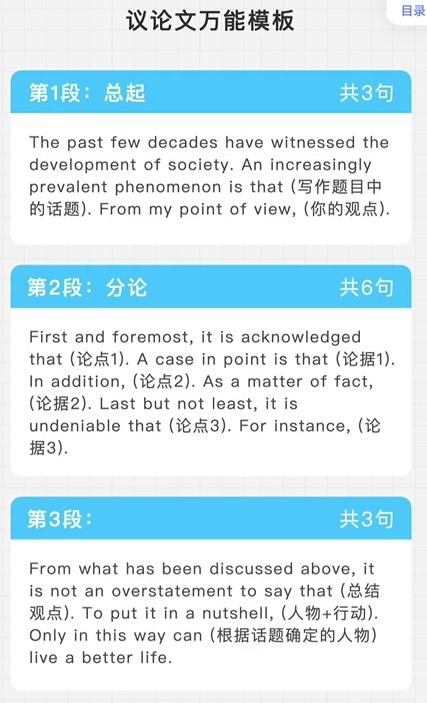 目录
议论文万能模板
第1段：总起 共3句
The past few decades have witnessed the
development of society. An increasingly
prevalent phenomenon is that (写作题目中
的话题). From my point of view, (你的观点).
第2段：分论 共6句
First and foremost, it is acknowledged
that (论点1). A case in point is that (论据1).
In addition, (论点2). As a matter of fact,
(论据2). Last but not least, it is
undeniable that (论点3). For instance, (论
据3).
第3段： 共3句
From what has been discussed above, it
is not an overstatement to say that (总结
观点). To put it in a nutshell, (人物+行动).
Only in this way can (根据话题确定的人物)
live a better life.